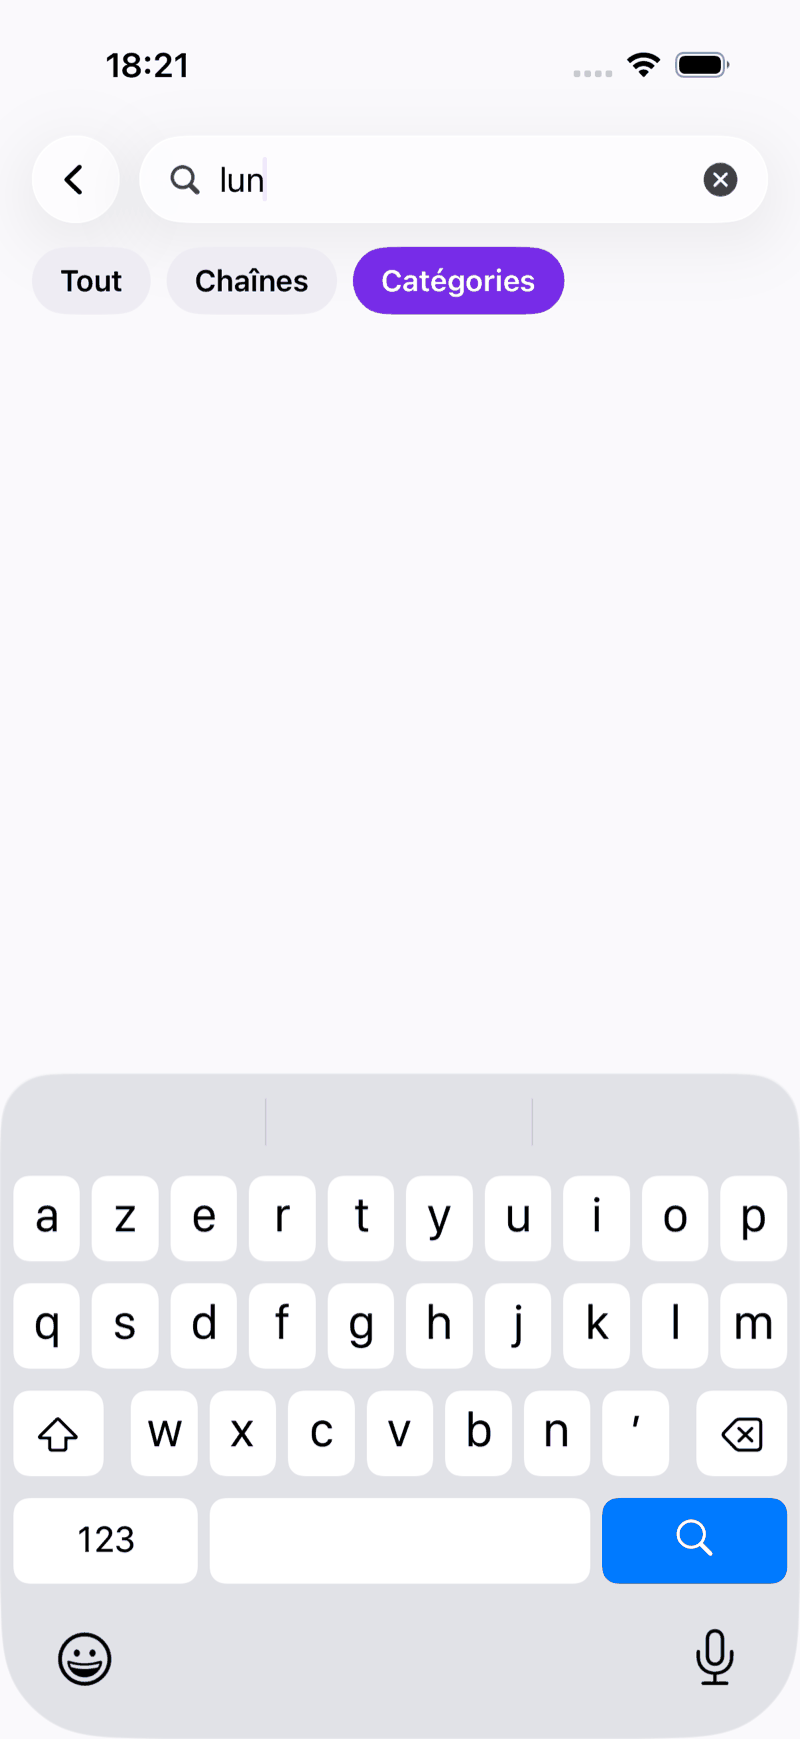 18:21
lun
Tout Chaînes Catégories
a z e r t y u i o p
q s d f g h j k l m
w x c v b n ′
123